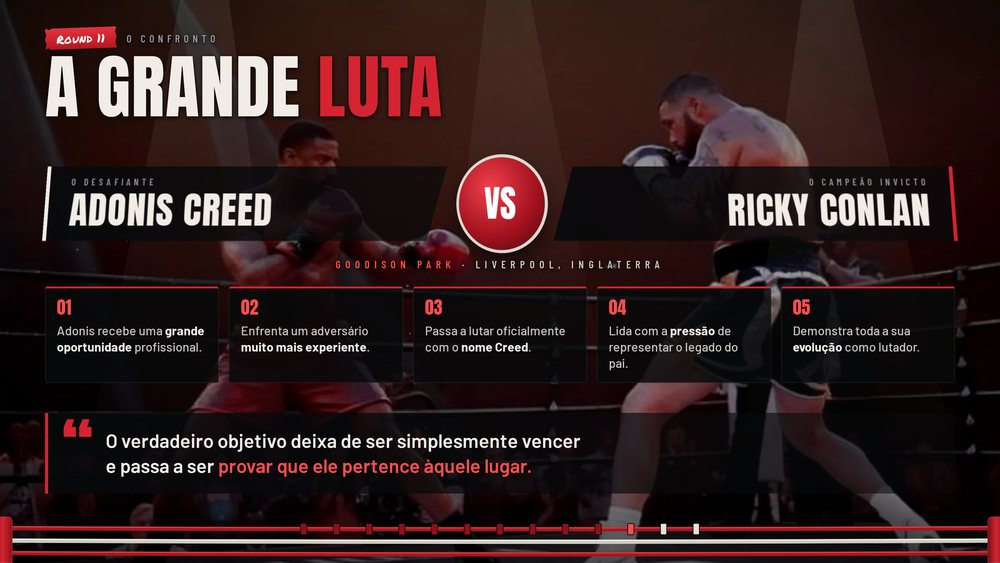 ROUND 11
O CONFRONTO
A GRANDE LUTA
O DESAFIANTE
ADONIS CREED
VS
O CAMPEÃO INVICTO
RICKY CONLAN
GOODISON PARK · LIVERPOOL, INGLATERRA
01
Adonis recebe uma grande
oportunidade profissional.
02
Enfrenta um adversário
muito mais experiente.
03
Passa a lutar oficialmente
com o nome Creed.
04
Lida com a pressão de
representar o legado do
pai.
05
Demonstra toda a sua
evolução como lutador.
“
O verdadeiro objetivo deixa de ser simplesmente vencer
e passa a ser provar que ele pertence àquele lugar.